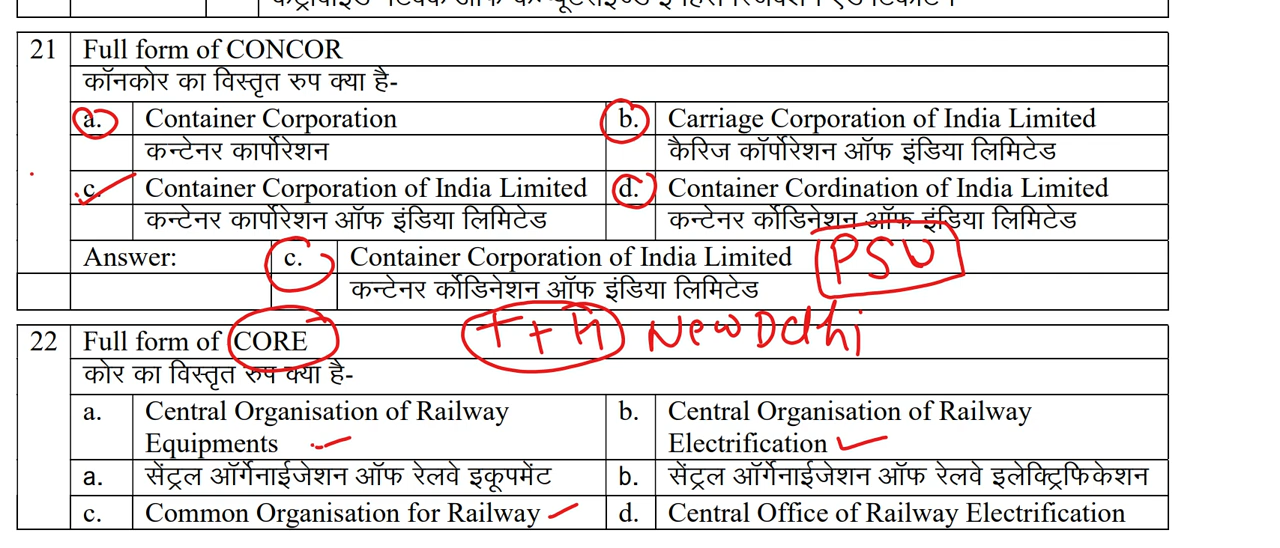 21 Full form of CONCOR
कॉनकोर का विस्तृत रुप क्या है-
a. Container Corporation b. Carriage Corporation of India Limited
कन्टेनर कार्पोरेशन कैरिज कॉर्पोरेशन ऑफ इंडिया लिमिटेड
c. Container Corporation of India Limited d. Container Cordination of India Limited
कन्टेनर कार्पोरेशन ऑफ इंडिया लिमिटेड कन्टेनर र्कोडिनेशन ऑफ इंडिया लिमिटेड
Answer: c. Container Corporation of India Limited PSU
कन्टेनर र्कोडिनेशन ऑफ इंडिया लिमिटेड
22 Full form of CORE T+M New Delhi
कोर का विस्तृत रुप क्या है-
a. Central Organisation of Railway b. Central Organisation of Railway
Equipments Electrification
a. सेंट्रल ऑर्गेनाईजेशन ऑफ रेलवे इकूपमेंट b. सेंट्रल ऑर्गेनाईजेशन ऑफ रेलवे इलेक्ट्रिफिकेशन
c. Common Organisation for Railway d. Central Office of Railway Electrification